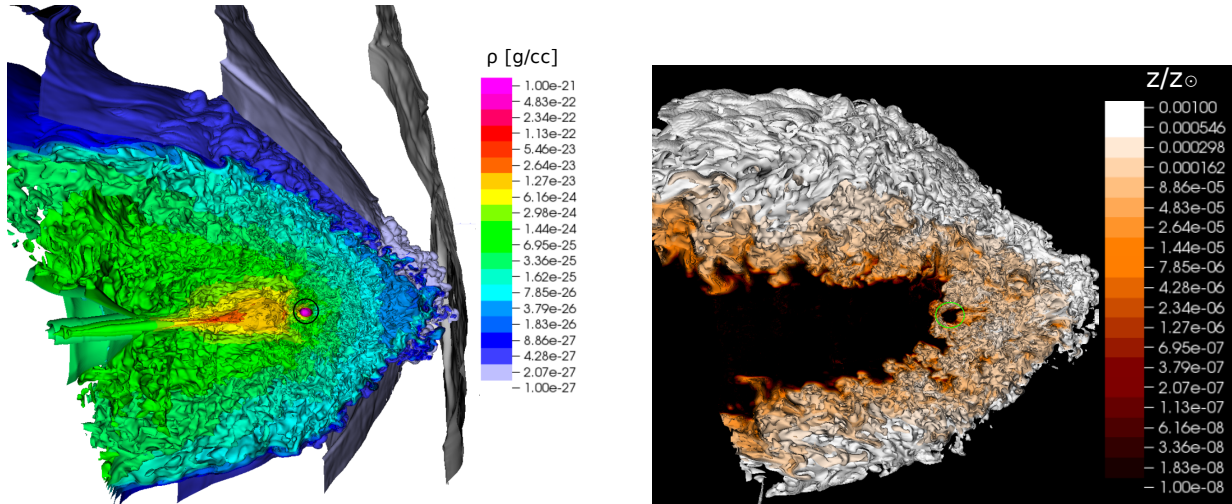 ρ [g/cc]
1.00e-21
4.83e-22
2.34e-22
1.13e-22
5.46e-23
2.64e-23
1.27e-23
6.16e-24
2.98e-24
1.44e-24
6.95e-25
3.36e-25
1.62e-25
7.85e-26
3.79e-26
1.83e-26
8.86e-27
4.28e-27
2.07e-27
1.00e-27
z/z☉
0.00100
0.000546
0.000298
0.000162
8.86e-05
4.83e-05
2.64e-05
1.44e-05
7.85e-06
4.28e-06
2.34e-06
1.27e-06
6.95e-07
3.79e-07
2.07e-07
1.13e-07
6.16e-08
3.36e-08
1.83e-08
1.00e-08